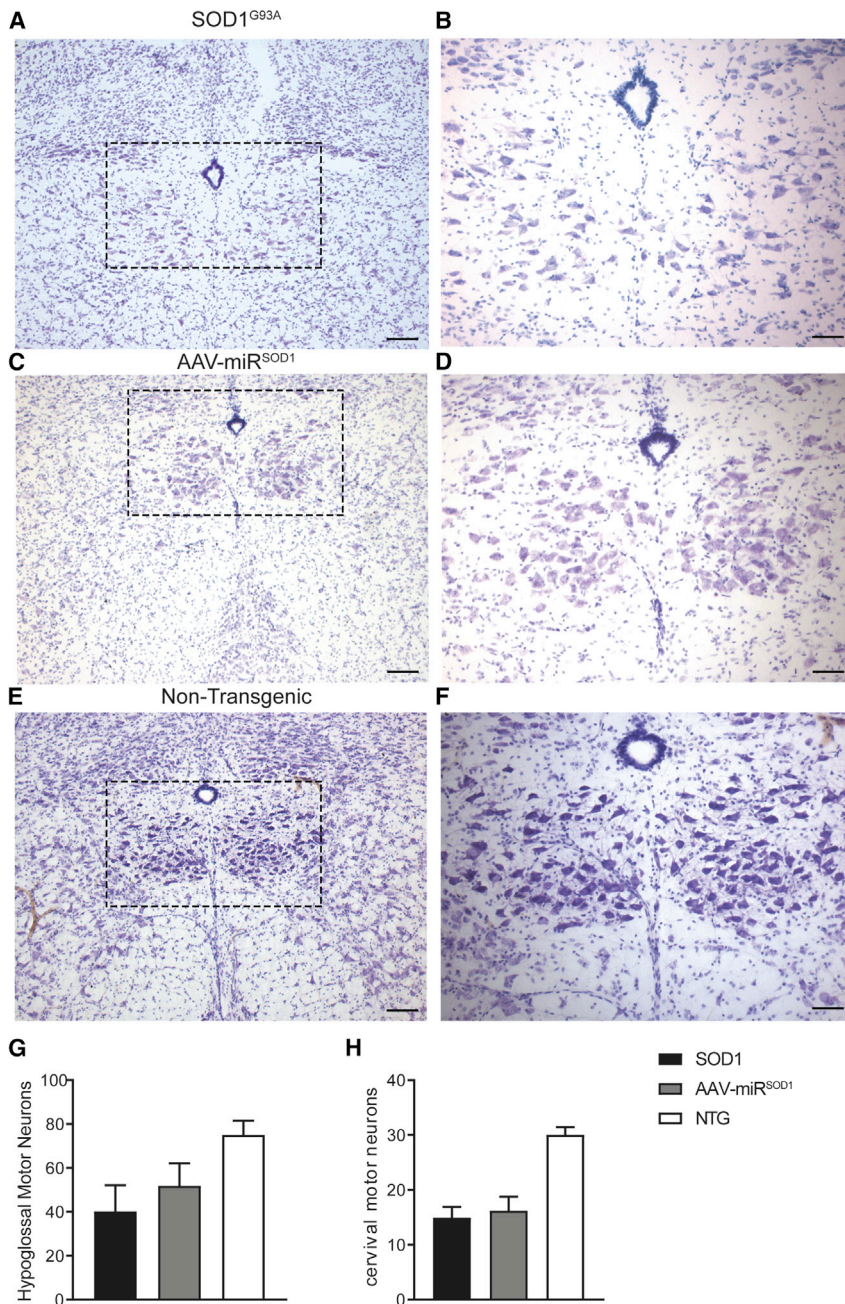 A
SOD1G93A
B
C
AAV-miRSOD1
D
E
Non-Transgenic
F
G
Hypoglossal Motor Neurons
100
80
60
40
20
0
H
cervival motor neurons
40
30
20
10
0
SOD1
AAV-miRSOD1
NTG